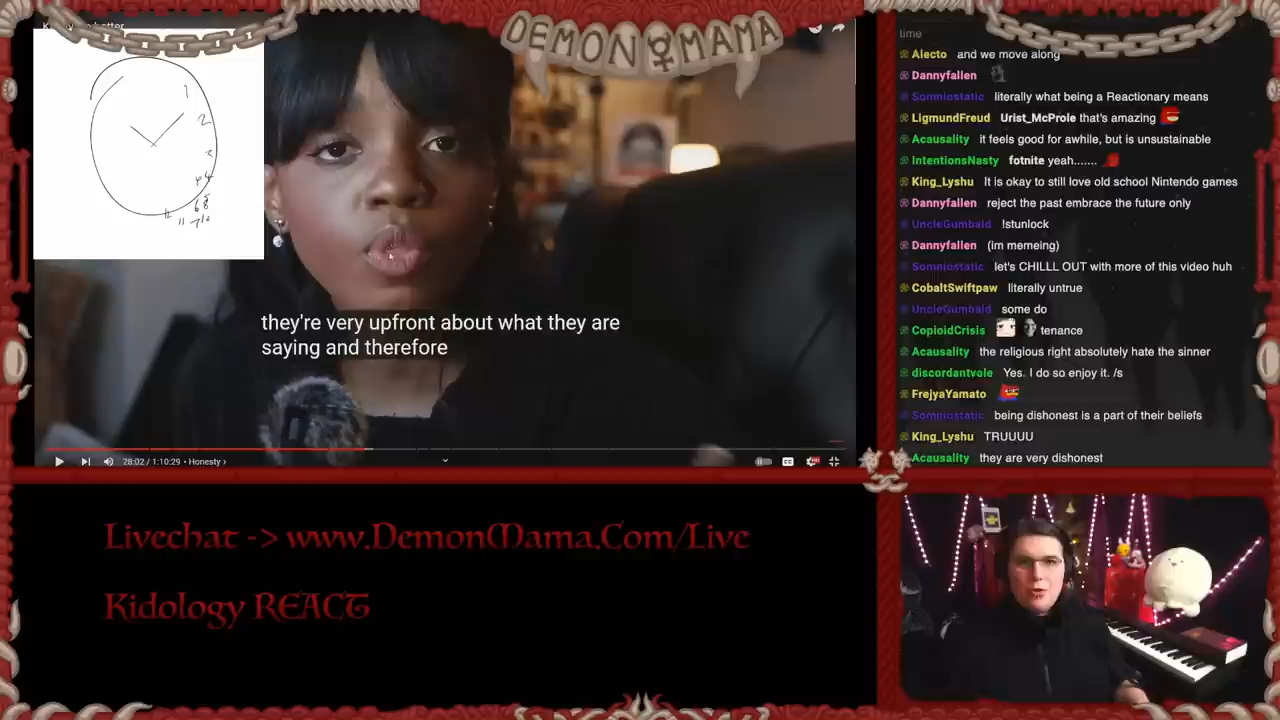 DEMON MAMA
1
2
11
time
Alecto and we move along
Dannyfallen
Somniostatic literally what being a Reactionary means
LigmundFreud Urist_McProle that's amazing
Acausality it feels good for awhile, but is unsustainable
IntentionsNasty fotnite yeah.......
King_Lyshu It is okay to still love old school Nintendo games
Dannyfallen reject the past embrace the future only
UncleGumbald !stunlock
Dannyfallen (im memeing)
Somniostatic let's CHILLL OUT with more of this video huh
CobaltSwiftpaw literally untrue
UncleGumbald some do
CopioidCrisis tenance
Acausality the religious right absolutely hate the sinner
discordantvole Yes. I do so enjoy it. /s
FrejyaYamato
Somniostatic being dishonest is a part of their beliefs
King_Lyshu TRUUUU
Acausality they are very dishonest
they're very upfront about what they are
saying and therefore
28:02 / 1:10:29 • Honesty ›
Livechat -> www.DemonMama.Com/Live
Kidology REACT